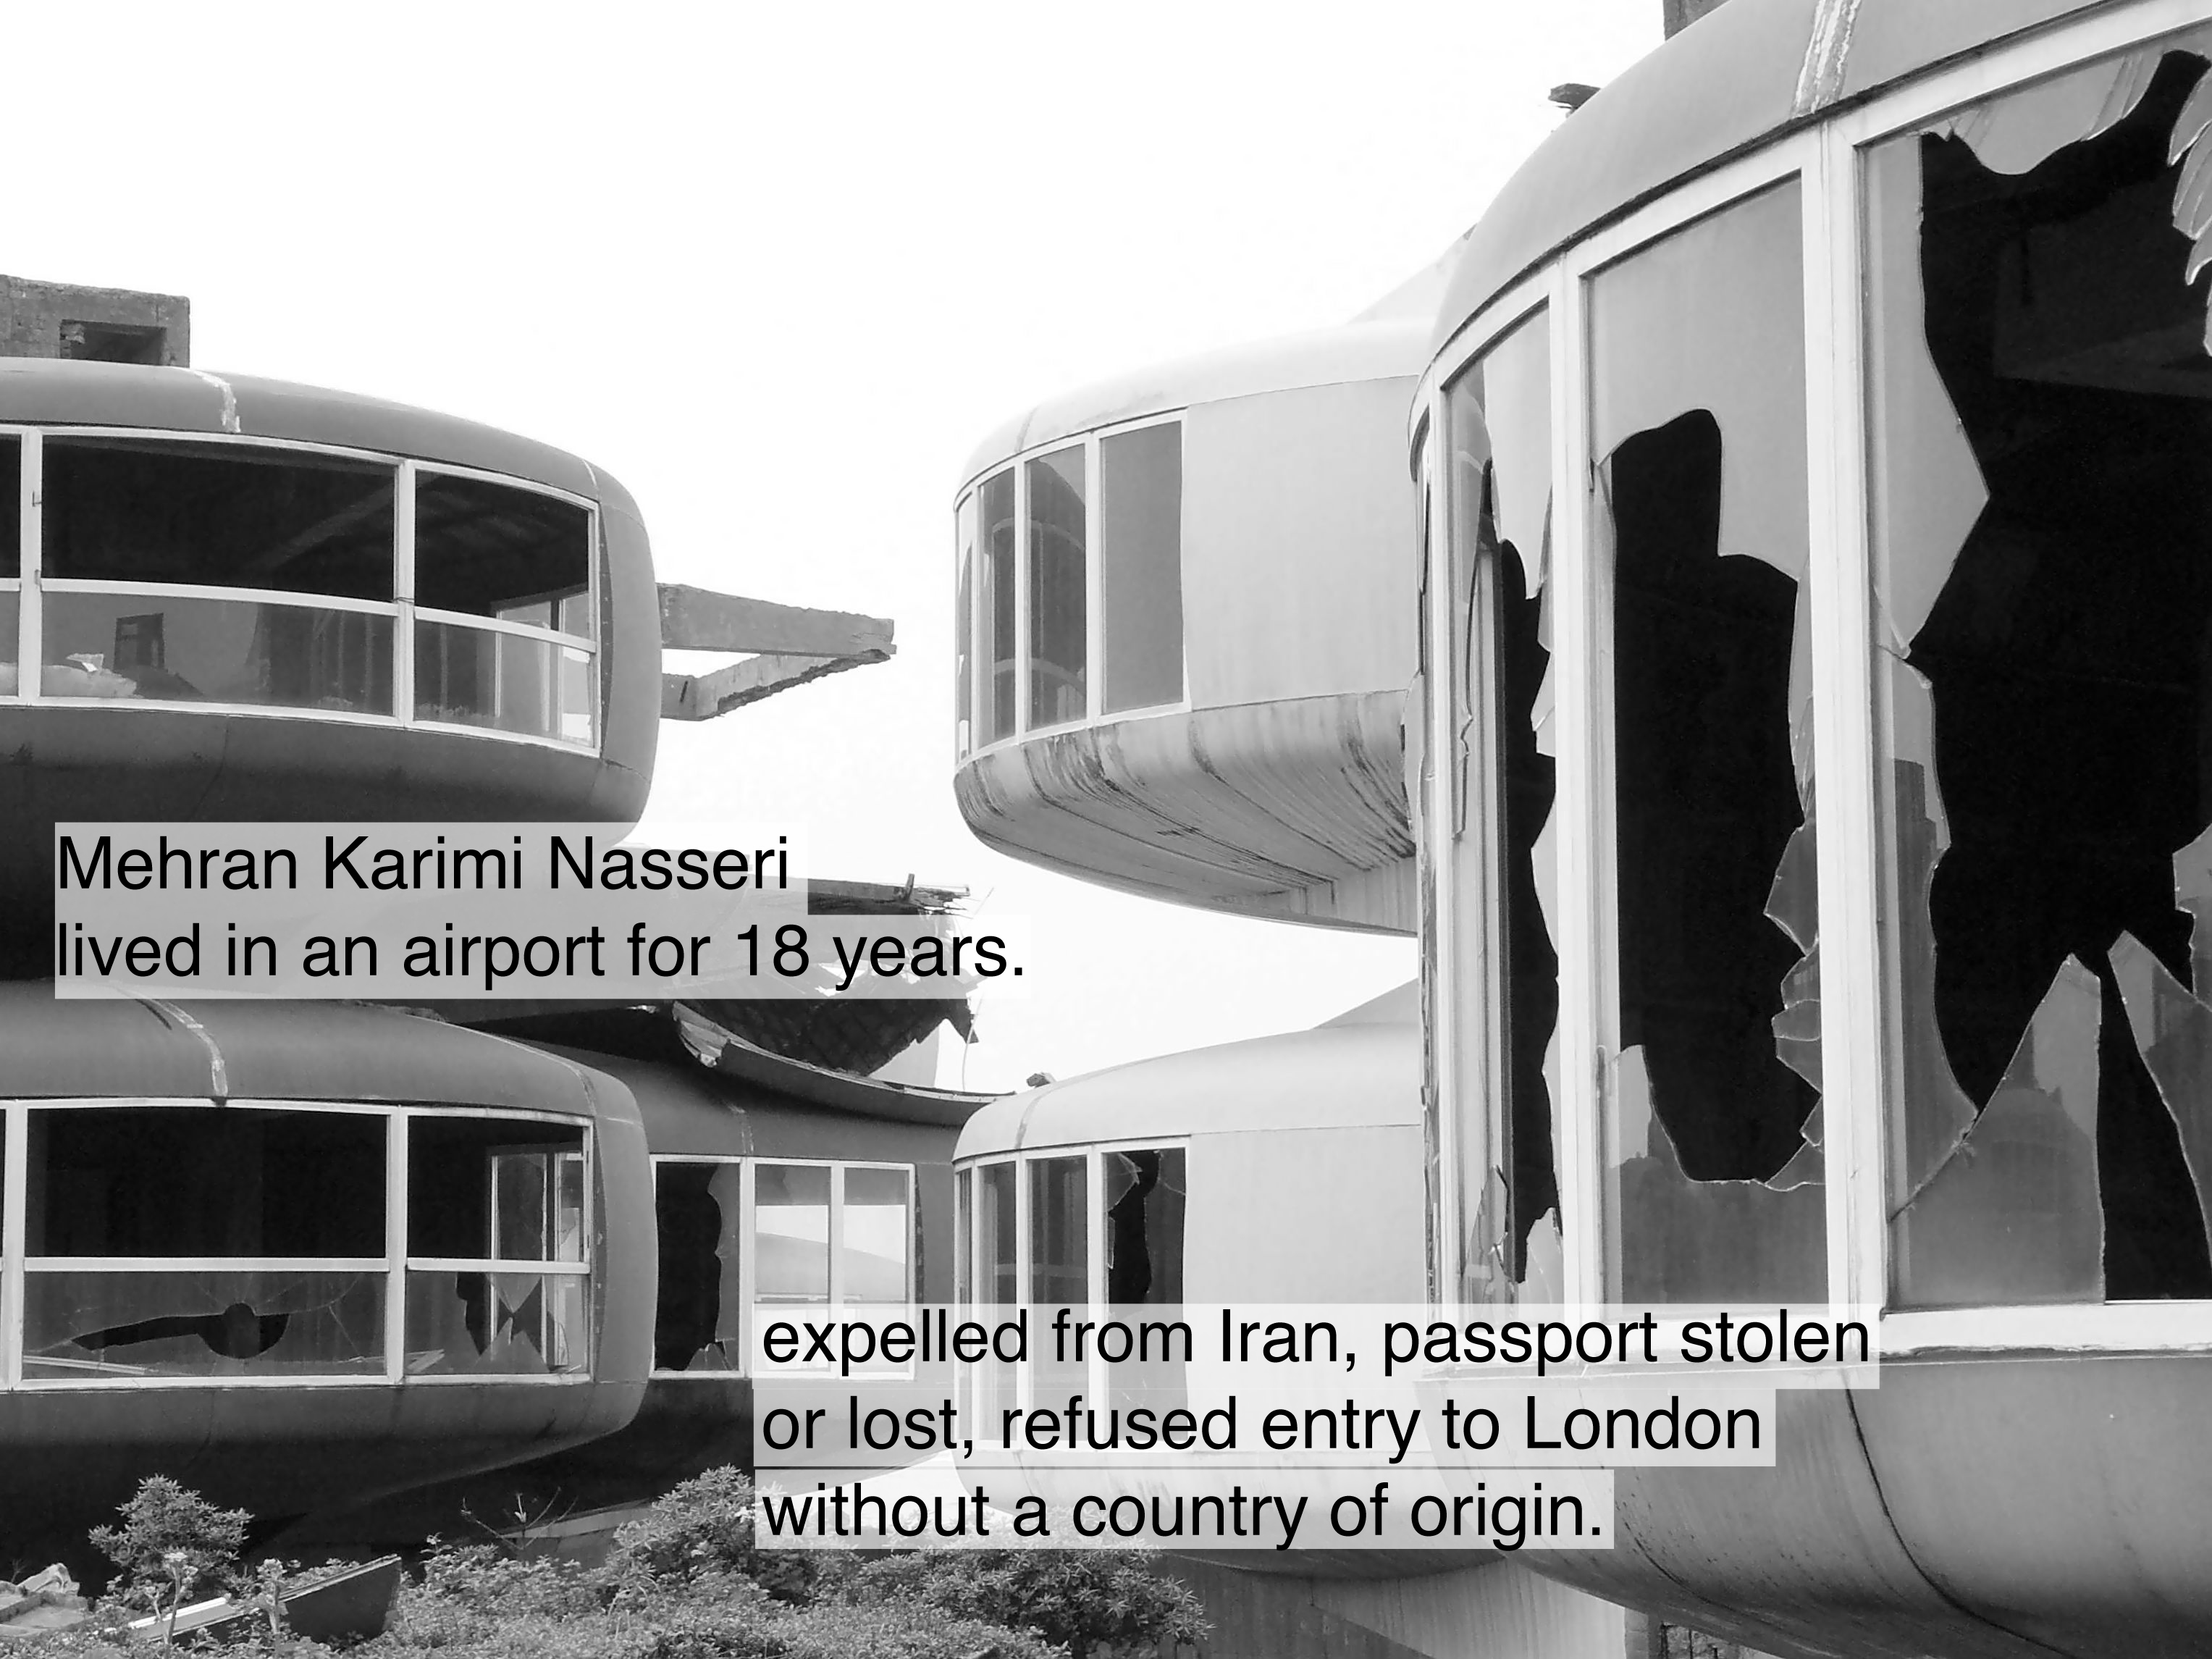 Mehran Karimi Nasseri
lived in an airport for 18 years.
expelled from Iran, passport stolen
or lost, refused entry to London
without a country of origin.